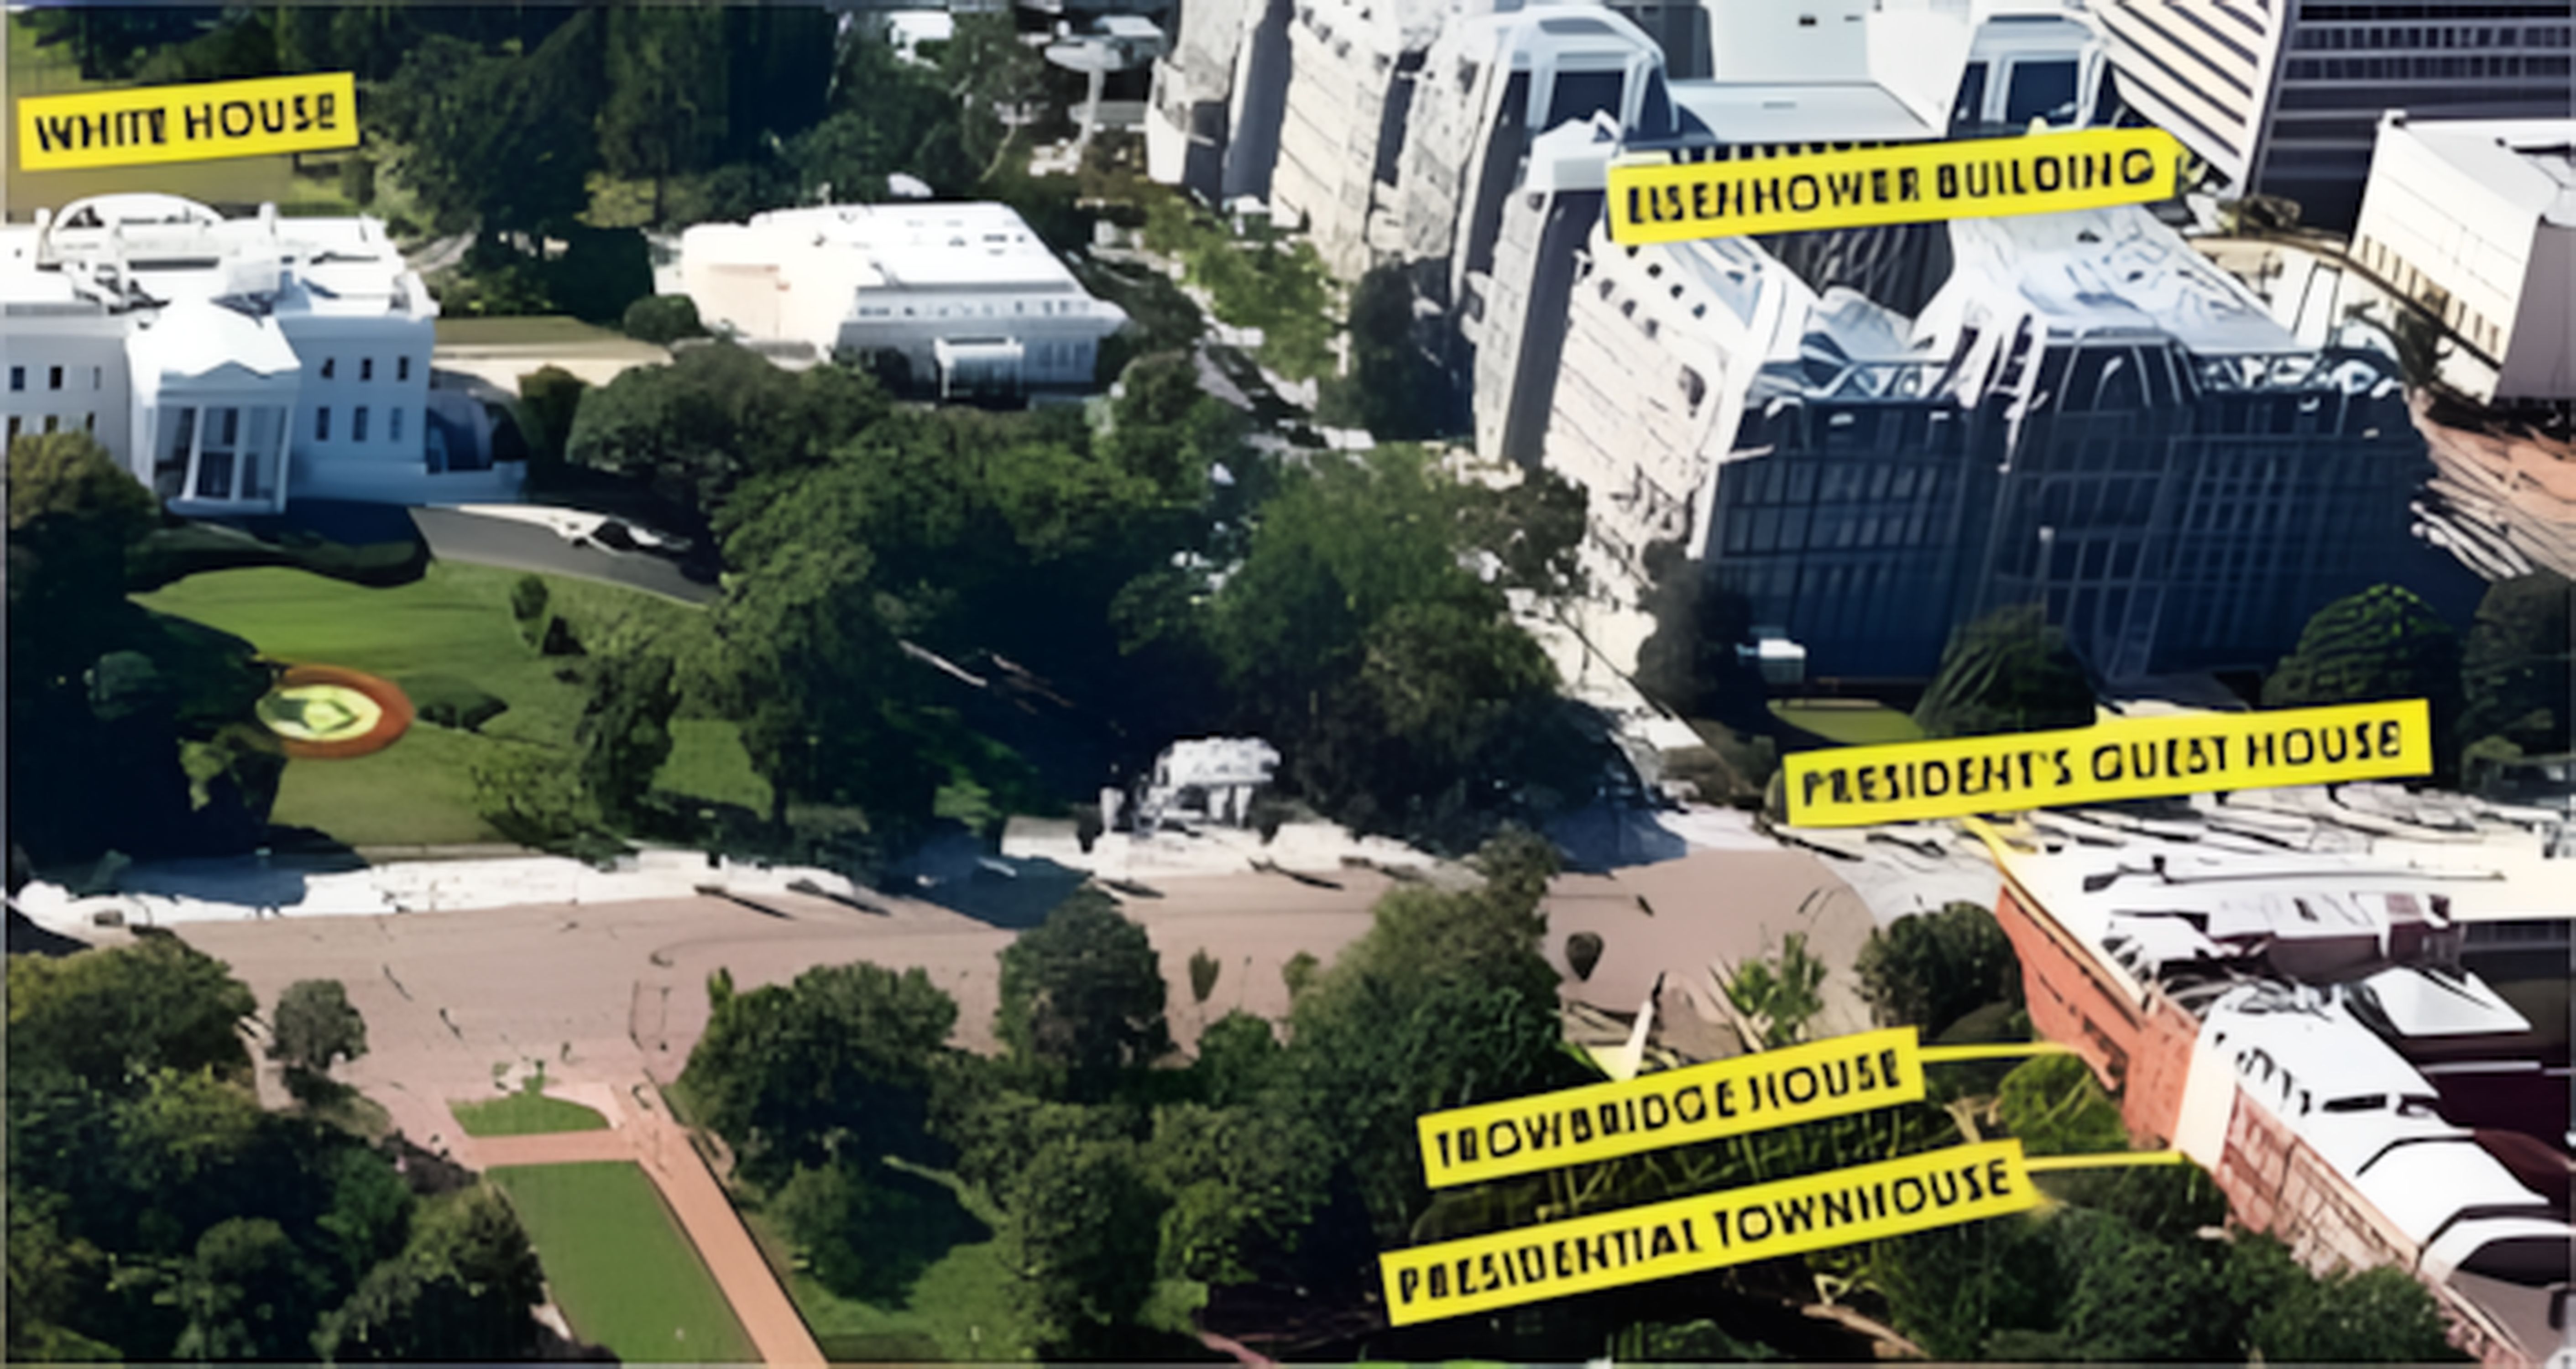 WHITE HOUSE
EISENHOWER BUILDING
PRESIDENT'S GUEST HOUSE
TROWBRIDGE HOUSE
PRESIDENTIAL TOWNHOUSE